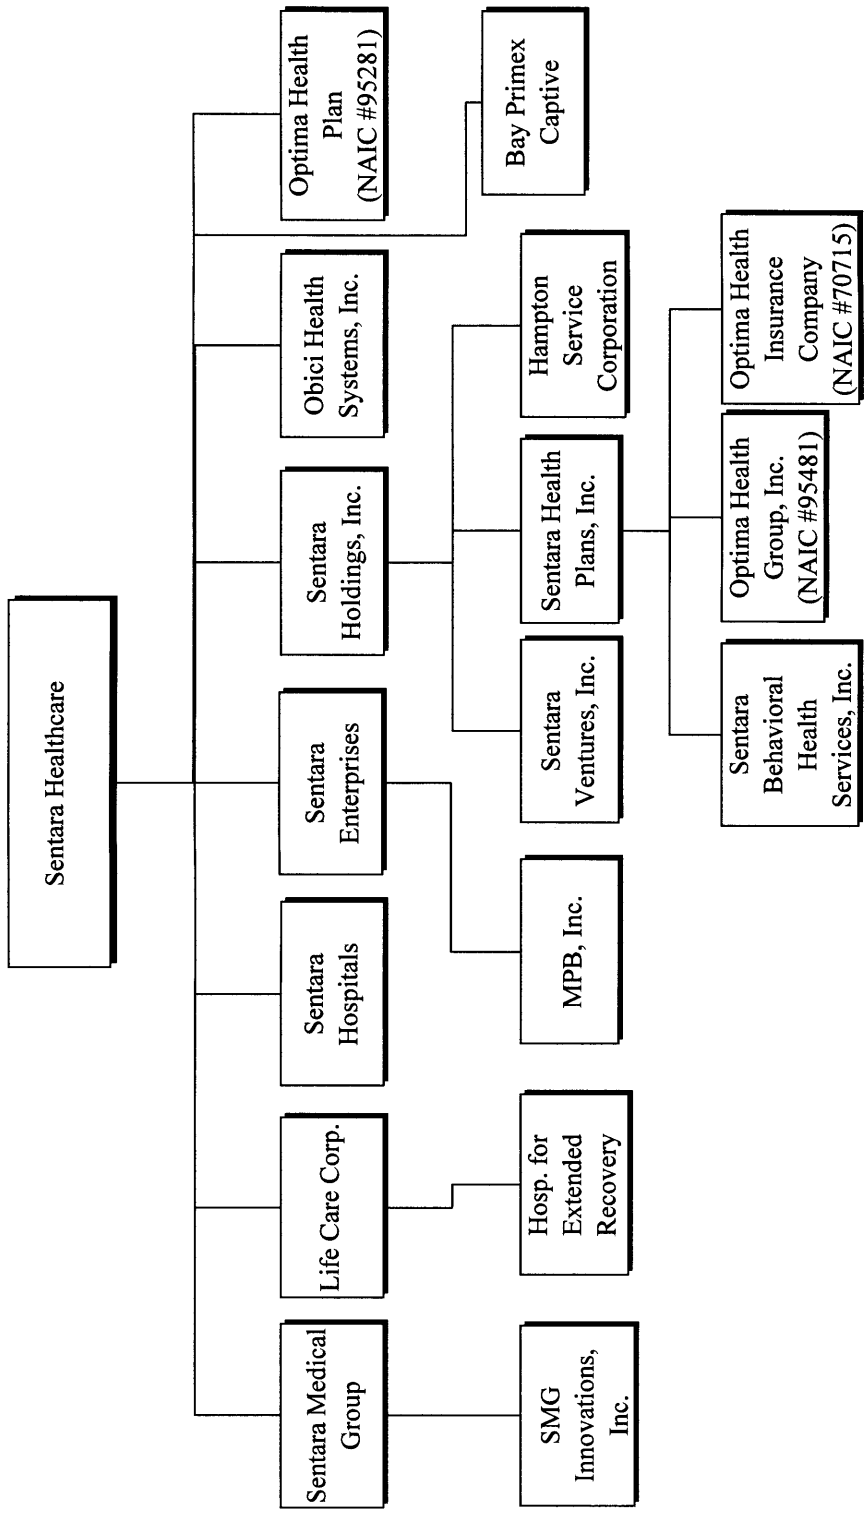 Sentara Healthcare
Sentara Medical
Group
Life Care Corp.
Sentara
Hospitals
Sentara
Enterprises
Sentara
Holdings, Inc.
Obici Health
Systems, Inc.
Optima Health
Plan
(NAIC #95281)
Bay Primex
Captive
SMG
Innovations,
Inc.
Hosp. for
Extended
Recovery
MPB, Inc.
Sentara
Ventures, Inc.
Sentara Health
Plans, Inc.
Hampton
Service
Corporation
Sentara
Behavioral
Health
Services, Inc.
Optima Health
Group, Inc.
(NAIC #95481)
Optima Health
Insurance
Company
(NAIC #70715)